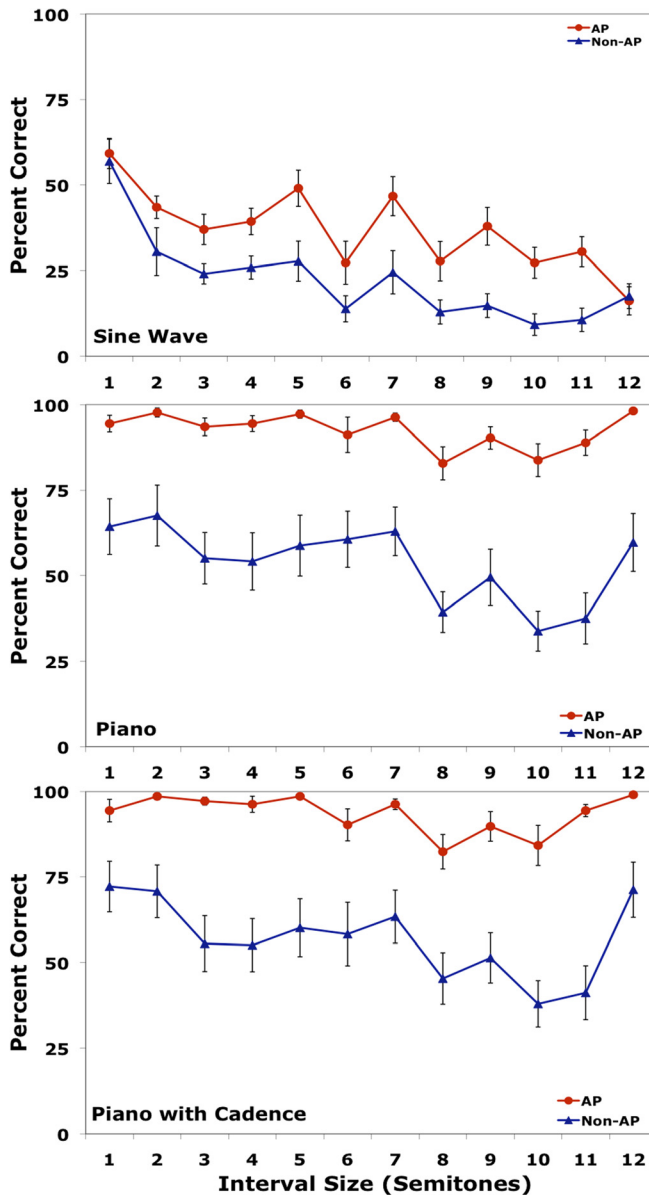 100
AP
Non-AP
75
Percent Correct
50
25
Sine Wave
0
1 2 3 4 5 6 7 8 9 10 11 12
100
75
Percent Correct
50
25
Piano
AP
Non-AP
0
1 2 3 4 5 6 7 8 9 10 11 12
100
75
Percent Correct
50
25
AP
Non-AP
Piano with Cadence
0
1 2 3 4 5 6 7 8 9 10 11 12
Interval Size (Semitones)